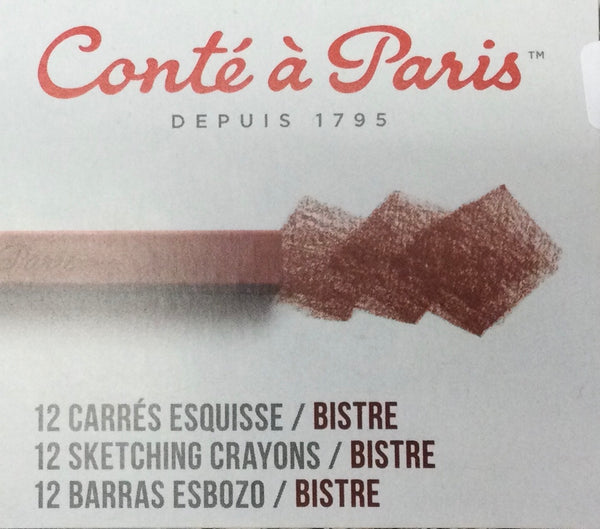 Conté à Paris™
DEPUIS 1795
12 CARRÉS ESQUISSE / BISTRE
12 SKETCHING CRAYONS / BISTRE
12 BARRAS ESBOZO / BISTRE